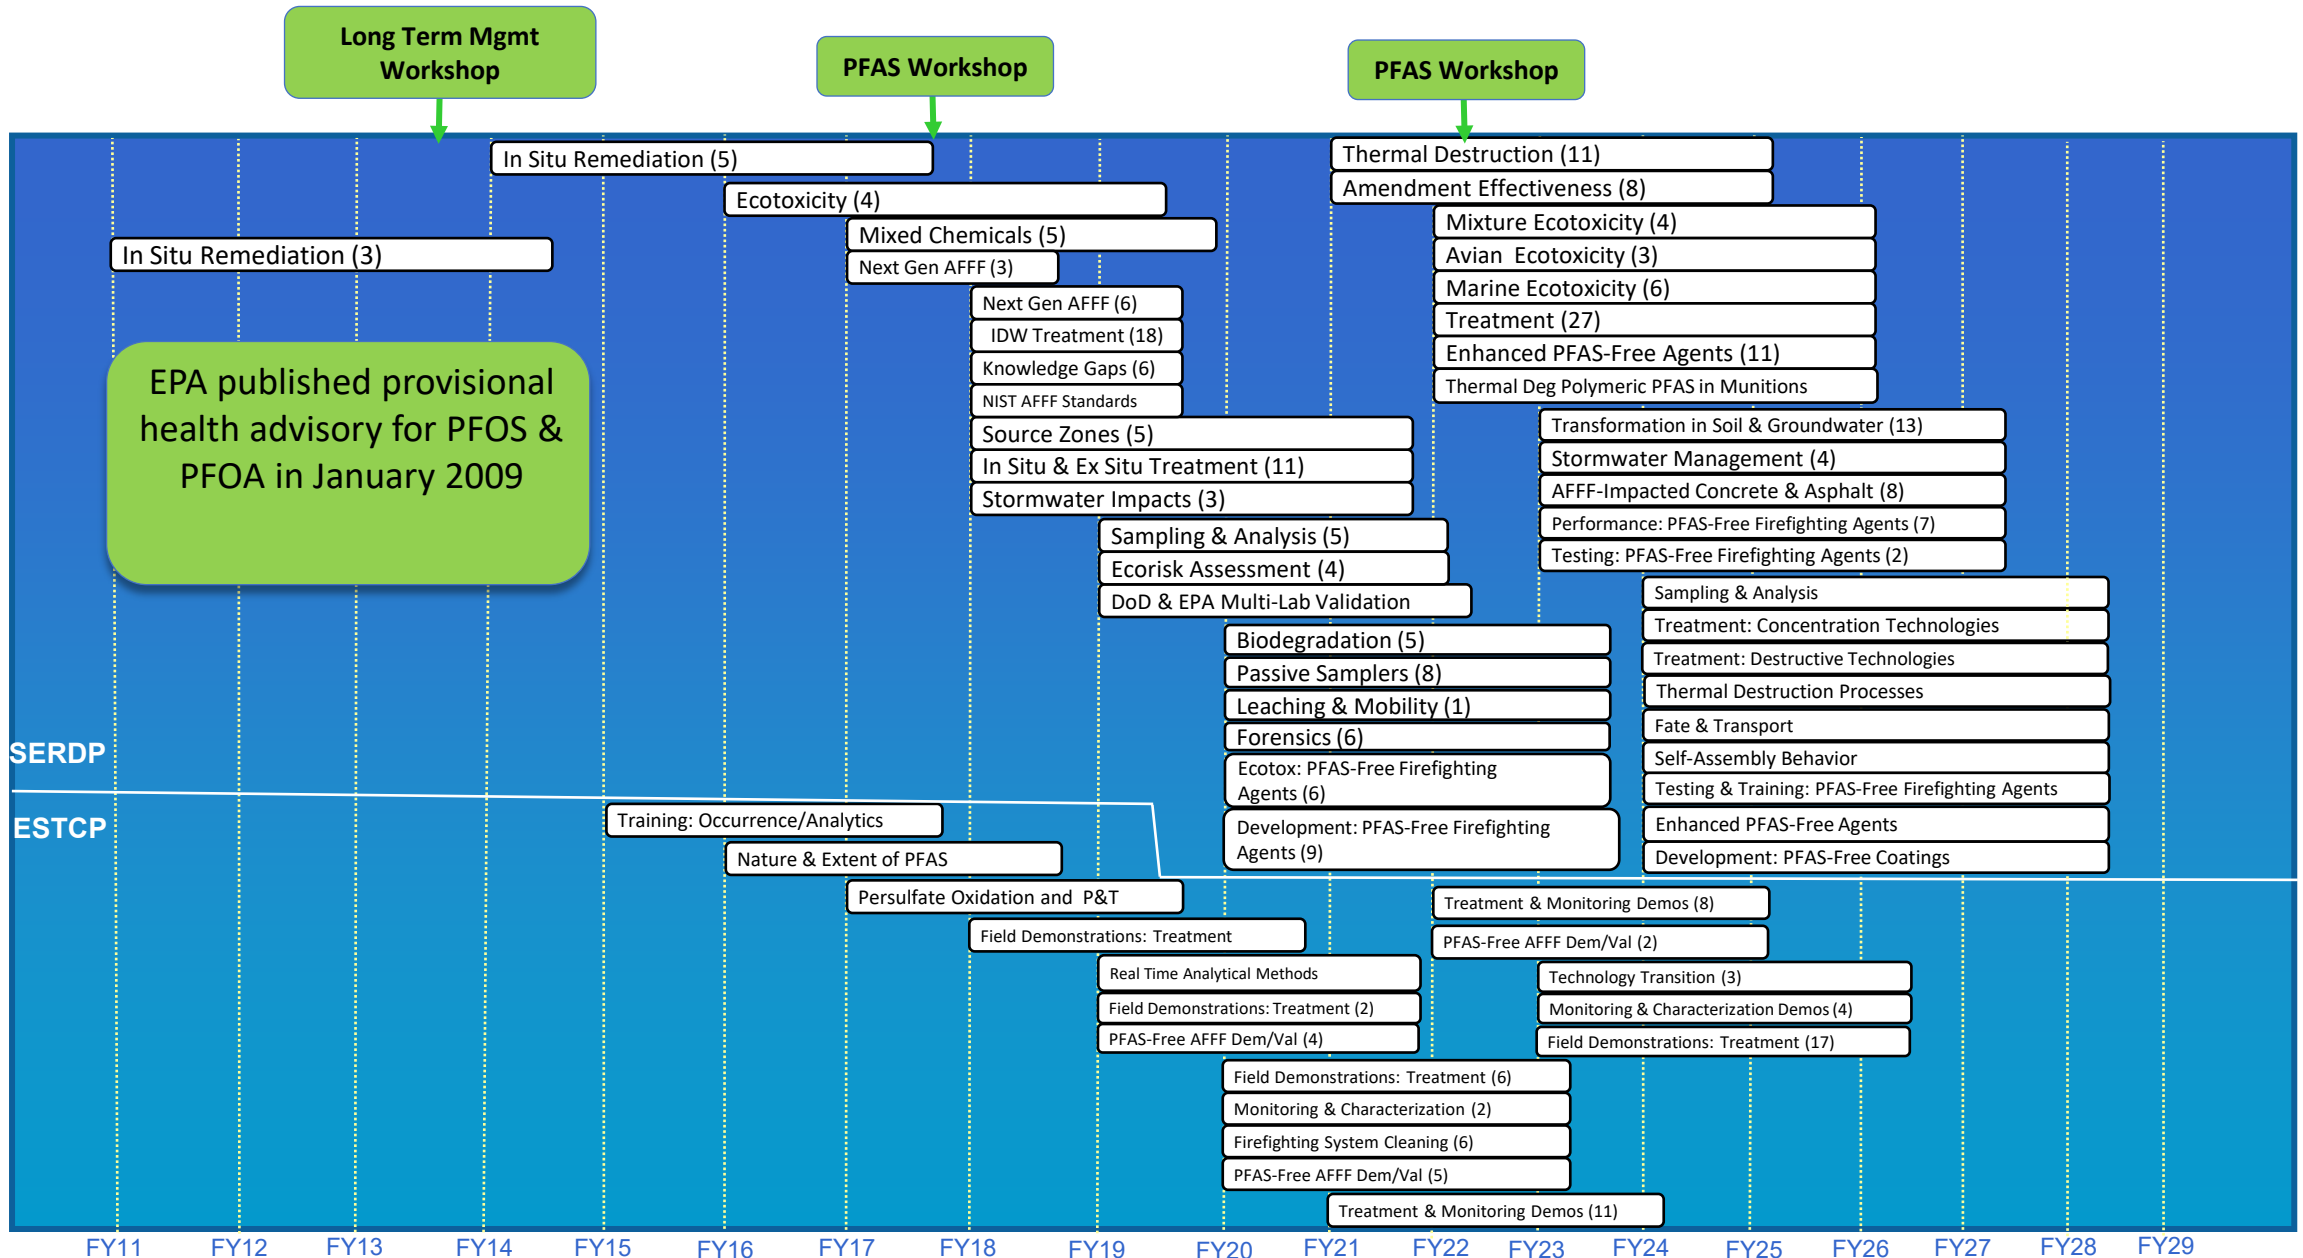 Long Term Mgmt
Workshop
PFAS Workshop
PFAS Workshop
In Situ Remediation (5)
Thermal Destruction (11)
Amendment Effectiveness (8)
Ecotoxicity (4)
Mixture Ecotoxicity (4)
Mixed Chemicals (5)
In Situ Remediation (3)
Avian Ecotoxicity (3)
Next Gen AFFF (3)
Marine Ecotoxicity (6)
Next Gen AFFF (6)
Treatment (27)
IDW Treatment (18)
Enhanced PFAS-Free Agents (11)
Knowledge Gaps (6)
Thermal Deg Polymeric PFAS in Munitions
NIST AFFF Standards
EPA published provisional
health advisory for PFOS &
PFOA in January 2009
Transformation in Soil & Groundwater (13)
Source Zones (5)
Stormwater Management (4)
In Situ & Ex Situ Treatment (11)
AFFF-Impacted Concrete & Asphalt (8)
Stormwater Impacts (3)
Performance: PFAS-Free Firefighting Agents (7)
Sampling & Analysis (5)
Testing: PFAS-Free Firefighting Agents (2)
Ecorisk Assessment (4)
Sampling & Analysis
DoD & EPA Multi-Lab Validation
Treatment: Concentration Technologies
Biodegradation (5)
Treatment: Destructive Technologies
Passive Samplers (8)
Thermal Destruction Processes
Leaching & Mobility (1)
Fate & Transport
Forensics (6)
SERDP
Self-Assembly Behavior
Ecotox: PFAS-Free Firefighting
Agents (6)
Testing & Training: PFAS-Free Firefighting Agents
ESTCP
Training: Occurrence/Analytics
Enhanced PFAS-Free Agents
Development: PFAS-Free Firefighting
Agents (9)
Nature & Extent of PFAS
Development: PFAS-Free Coatings
Persulfate Oxidation and P&T
Treatment & Monitoring Demos (8)
Field Demonstrations: Treatment
PFAS-Free AFFF Dem/Val (2)
Real Time Analytical Methods
Technology Transition (3)
Field Demonstrations: Treatment (2)
Monitoring & Characterization Demos (4)
PFAS-Free AFFF Dem/Val (4)
Field Demonstrations: Treatment (17)
Field Demonstrations: Treatment (6)
Monitoring & Characterization (2)
Firefighting System Cleaning (6)
PFAS-Free AFFF Dem/Val (5)
Treatment & Monitoring Demos (11)
FY11 FY12 FY13 FY14 FY15 FY16 FY17 FY18 FY19 FY20 FY21 FY22 FY23 FY24 FY25 FY26 FY27 FY28 FY29